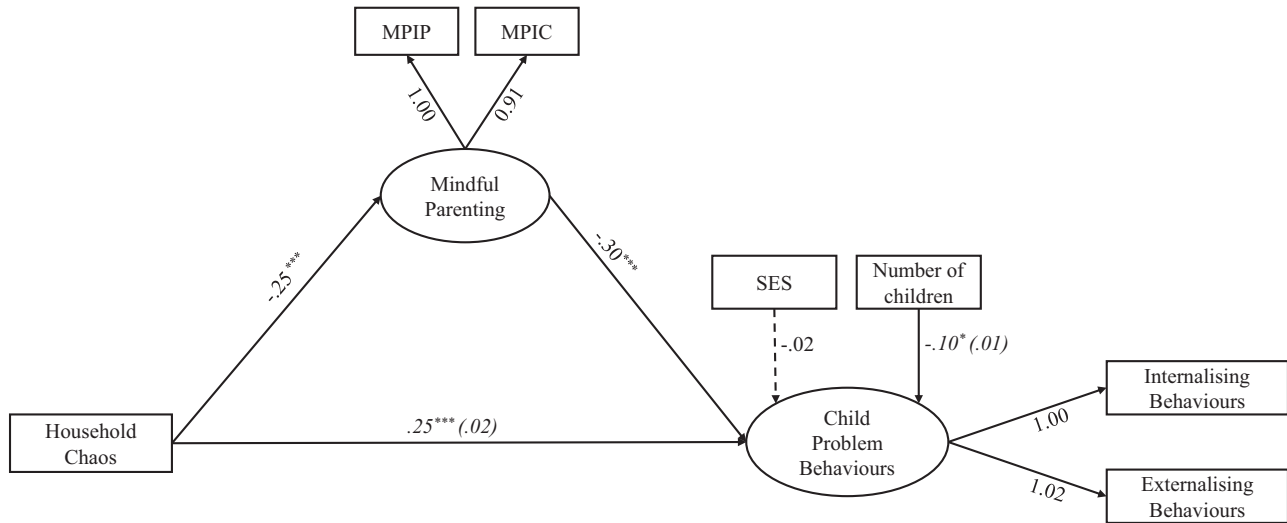 MPIP
MPIC
1.00
0.91
Mindful
Parenting
-.25***
-.30***
SES
Number of
children
-.02
-.10* (.01)
Internalising
Behaviours
Household
Chaos
.25*** (.02)
Child
Problem
Behaviours
1.00
1.02
Externalising
Behaviours